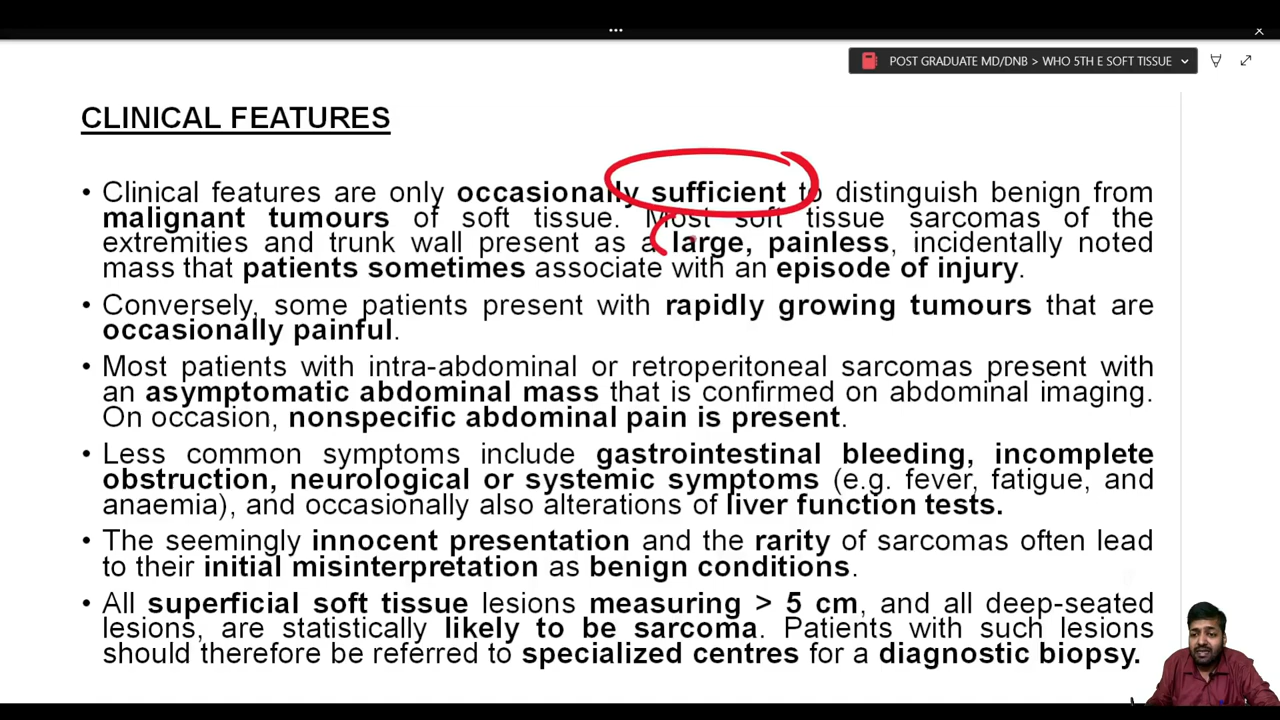 POST GRADUATE MD/DNB > WHO 5TH E SOFT TISSUE
CLINICAL FEATURES
• Clinical features are only occasionally sufficient to distinguish benign from
malignant tumours of soft tissue. Most soft tissue sarcomas of the
extremities and trunk wall present as a large, painless, incidentally noted
mass that patients sometimes associate with an episode of injury.
• Conversely, some patients present with rapidly growing tumours that are
occasionally painful.
• Most patients with intra-abdominal or retroperitoneal sarcomas present with
an asymptomatic abdominal mass that is confirmed on abdominal imaging.
On occasion, nonspecific abdominal pain is present.
• Less common symptoms include gastrointestinal bleeding, incomplete
obstruction, neurological or systemic symptoms (e.g. fever, fatigue, and
anaemia), and occasionally also alterations of liver function tests.
• The seemingly innocent presentation and the rarity of sarcomas often lead
to their initial misinterpretation as benign conditions.
• All superficial soft tissue lesions measuring > 5 cm, and all deep-seated
lesions, are statistically likely to be sarcoma. Patients with such lesions
should therefore be referred to specialized centres for a diagnostic biopsy.